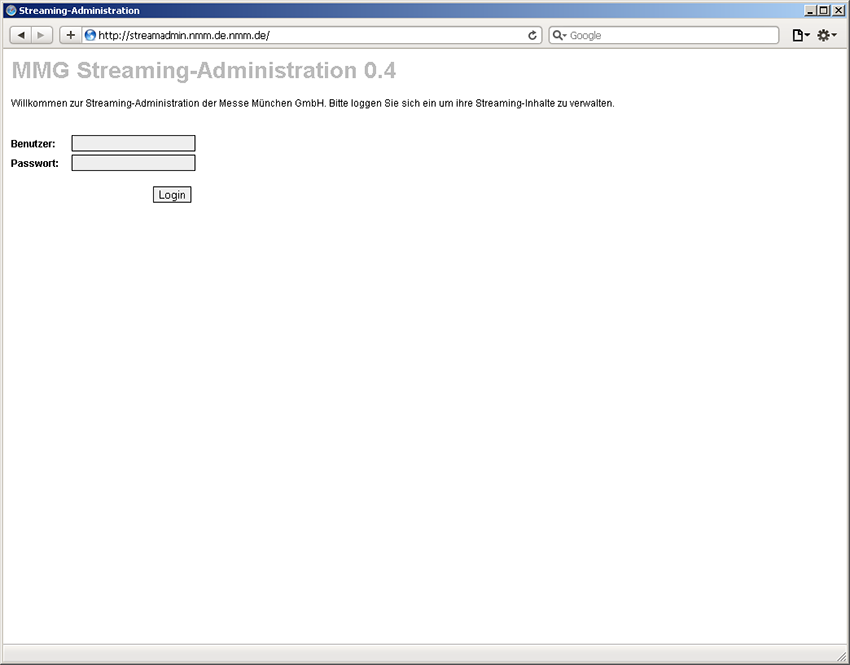 Streaming-Administration
http://streamadmin.nmm.de.nmm.de/
Google
MMG Streaming-Administration 0.4
Willkommen zur Streaming-Administration der Messe München GmbH. Bitte loggen Sie sich ein um ihre Streaming-Inhalte zu verwalten.
Benutzer:
Passwort:
Login